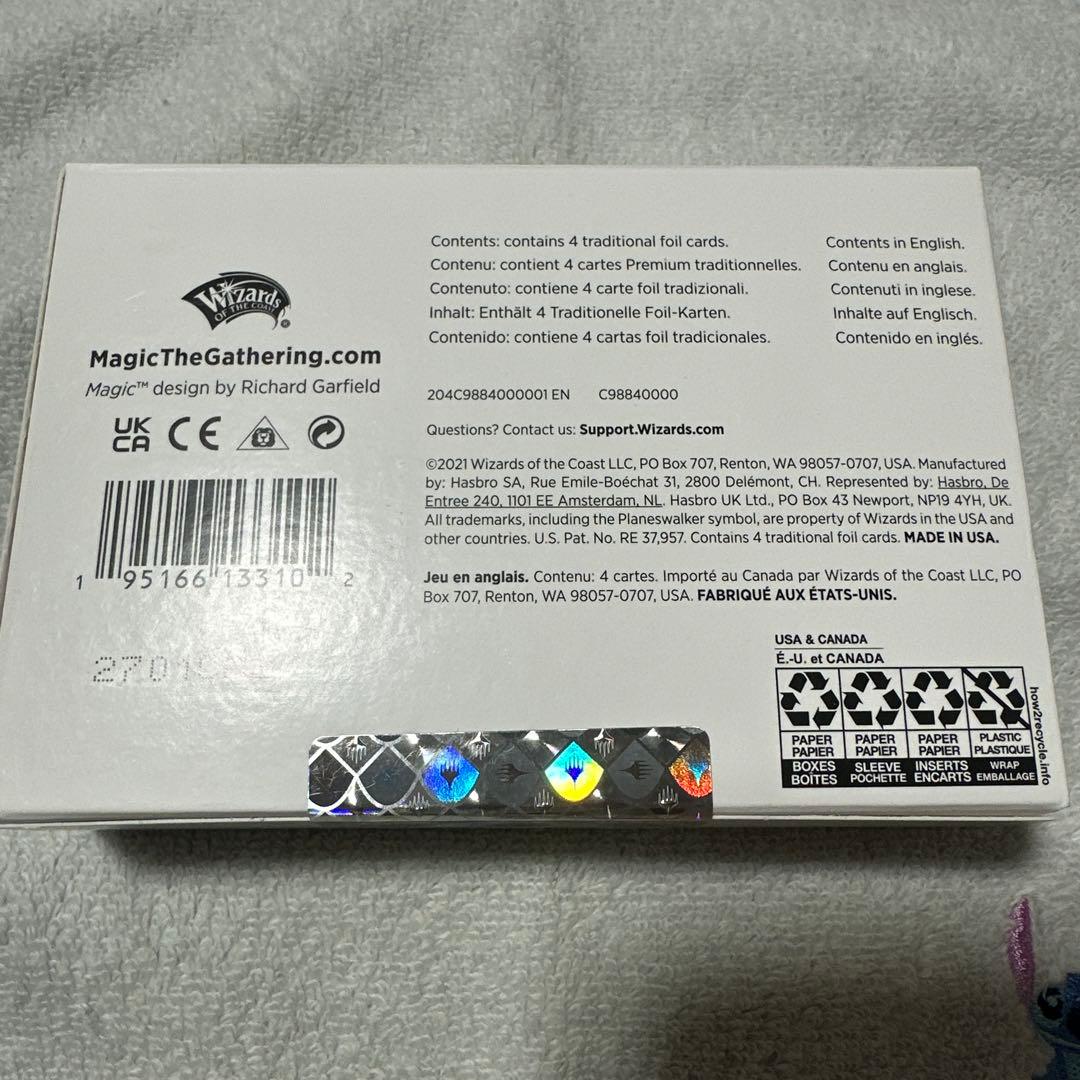 Wizards
OF THE COAST
®
MagicTheGathering.com
Magic™ design by Richard Garfield
UK
CA CE
1 95166 13310 2
Contents: contains 4 traditional foil cards.
Contenu: contient 4 cartes Premium traditionnelles.
Contenuto: contiene 4 carte foil tradizionali.
Inhalt: Enthält 4 Traditionelle Foil-Karten.
Contenido: contiene 4 cartas foil tradicionales.
Contents in English.
Contenu en anglais.
Contenuti in inglese.
Inhalte auf Englisch.
Contenido en inglés.
204C9884000001 EN C98840000
Questions? Contact us: Support.Wizards.com
©2021 Wizards of the Coast LLC, PO Box 707, Renton, WA 98057-0707, USA. Manufactured
by: Hasbro SA, Rue Emile-Boéchat 31, 2800 Delémont, CH. Represented by: Hasbro, De
Entree 240, 1101 EE Amsterdam, NL. Hasbro UK Ltd., PO Box 43 Newport, NP19 4YH, UK.
All trademarks, including the Planeswalker symbol, are property of Wizards in the USA and
other countries. U.S. Pat. No. RE 37,957. Contains 4 traditional foil cards. MADE IN USA.
Jeu en anglais. Contenu: 4 cartes. Importé au Canada par Wizards of the Coast LLC, PO
Box 707, Renton, WA 98057-0707, USA. FABRIQUÉ AUX ÉTATS-UNIS.
USA & CANADA
É.-U. et CANADA
PAPER PAPER PAPER PLASTIC
PAPIER PAPIER PAPIER PLASTIQUE
BOXES SLEEVE INSERTS WRAP
BOÎTES POCHETTE ENCARTS EMBALLAGE
how2recycle.info